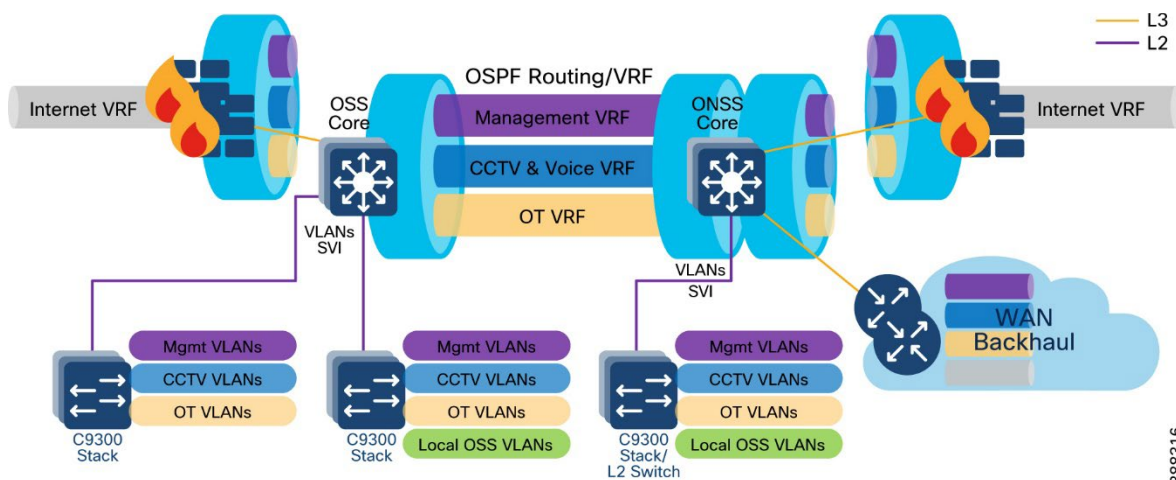 L3
L2
OSPF Routing/VRF
Internet VRF
OSS
Core
Management VRF
CCTV & Voice VRF
OT VRF
ONSS
Core
Internet VRF
VLANs
SVI
VLANs
SVI
WAN
Backhaul
Mgmt VLANs
CCTV VLANs
OT VLANs
C9300
Stack
Mgmt VLANs
CCTV VLANs
OT VLANs
Local OSS VLANs
C9300
Stack
Mgmt VLANs
CCTV VLANs
OT VLANs
Local OSS VLANs
C9300
Stack/
L2 Switch